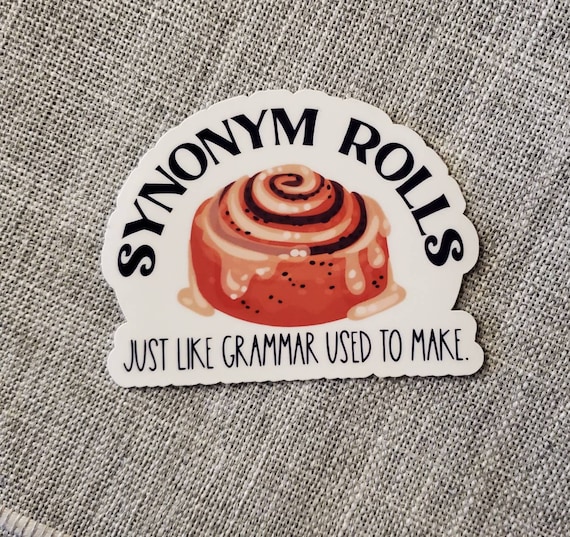 SYNONYM ROLLS
JUST LIKE GRAMMAR USED TO MAKE.